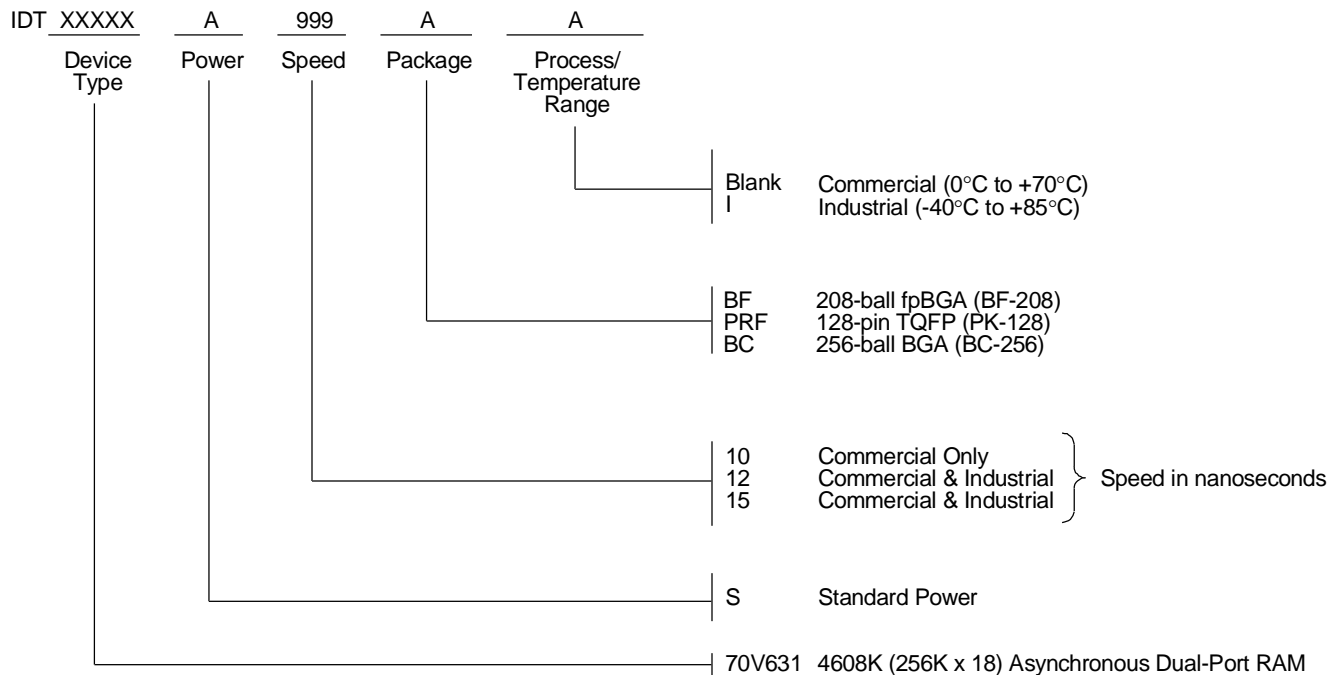 IDT XXXXX A 999 A A
Device Type Power Speed Package Process/ Temperature Range
Blank Commercial (0°C to +70°C)
I Industrial (-40°C to +85°C)
BF 208-ball fpBGA (BF-208)
PRF 128-pin TQFP (PK-128)
BC 256-ball BGA (BC-256)
10 Commercial Only
12 Commercial & Industrial Speed in nanoseconds
15 Commercial & Industrial
S Standard Power
70V631 4608K (256K x 18) Asynchronous Dual-Port RAM